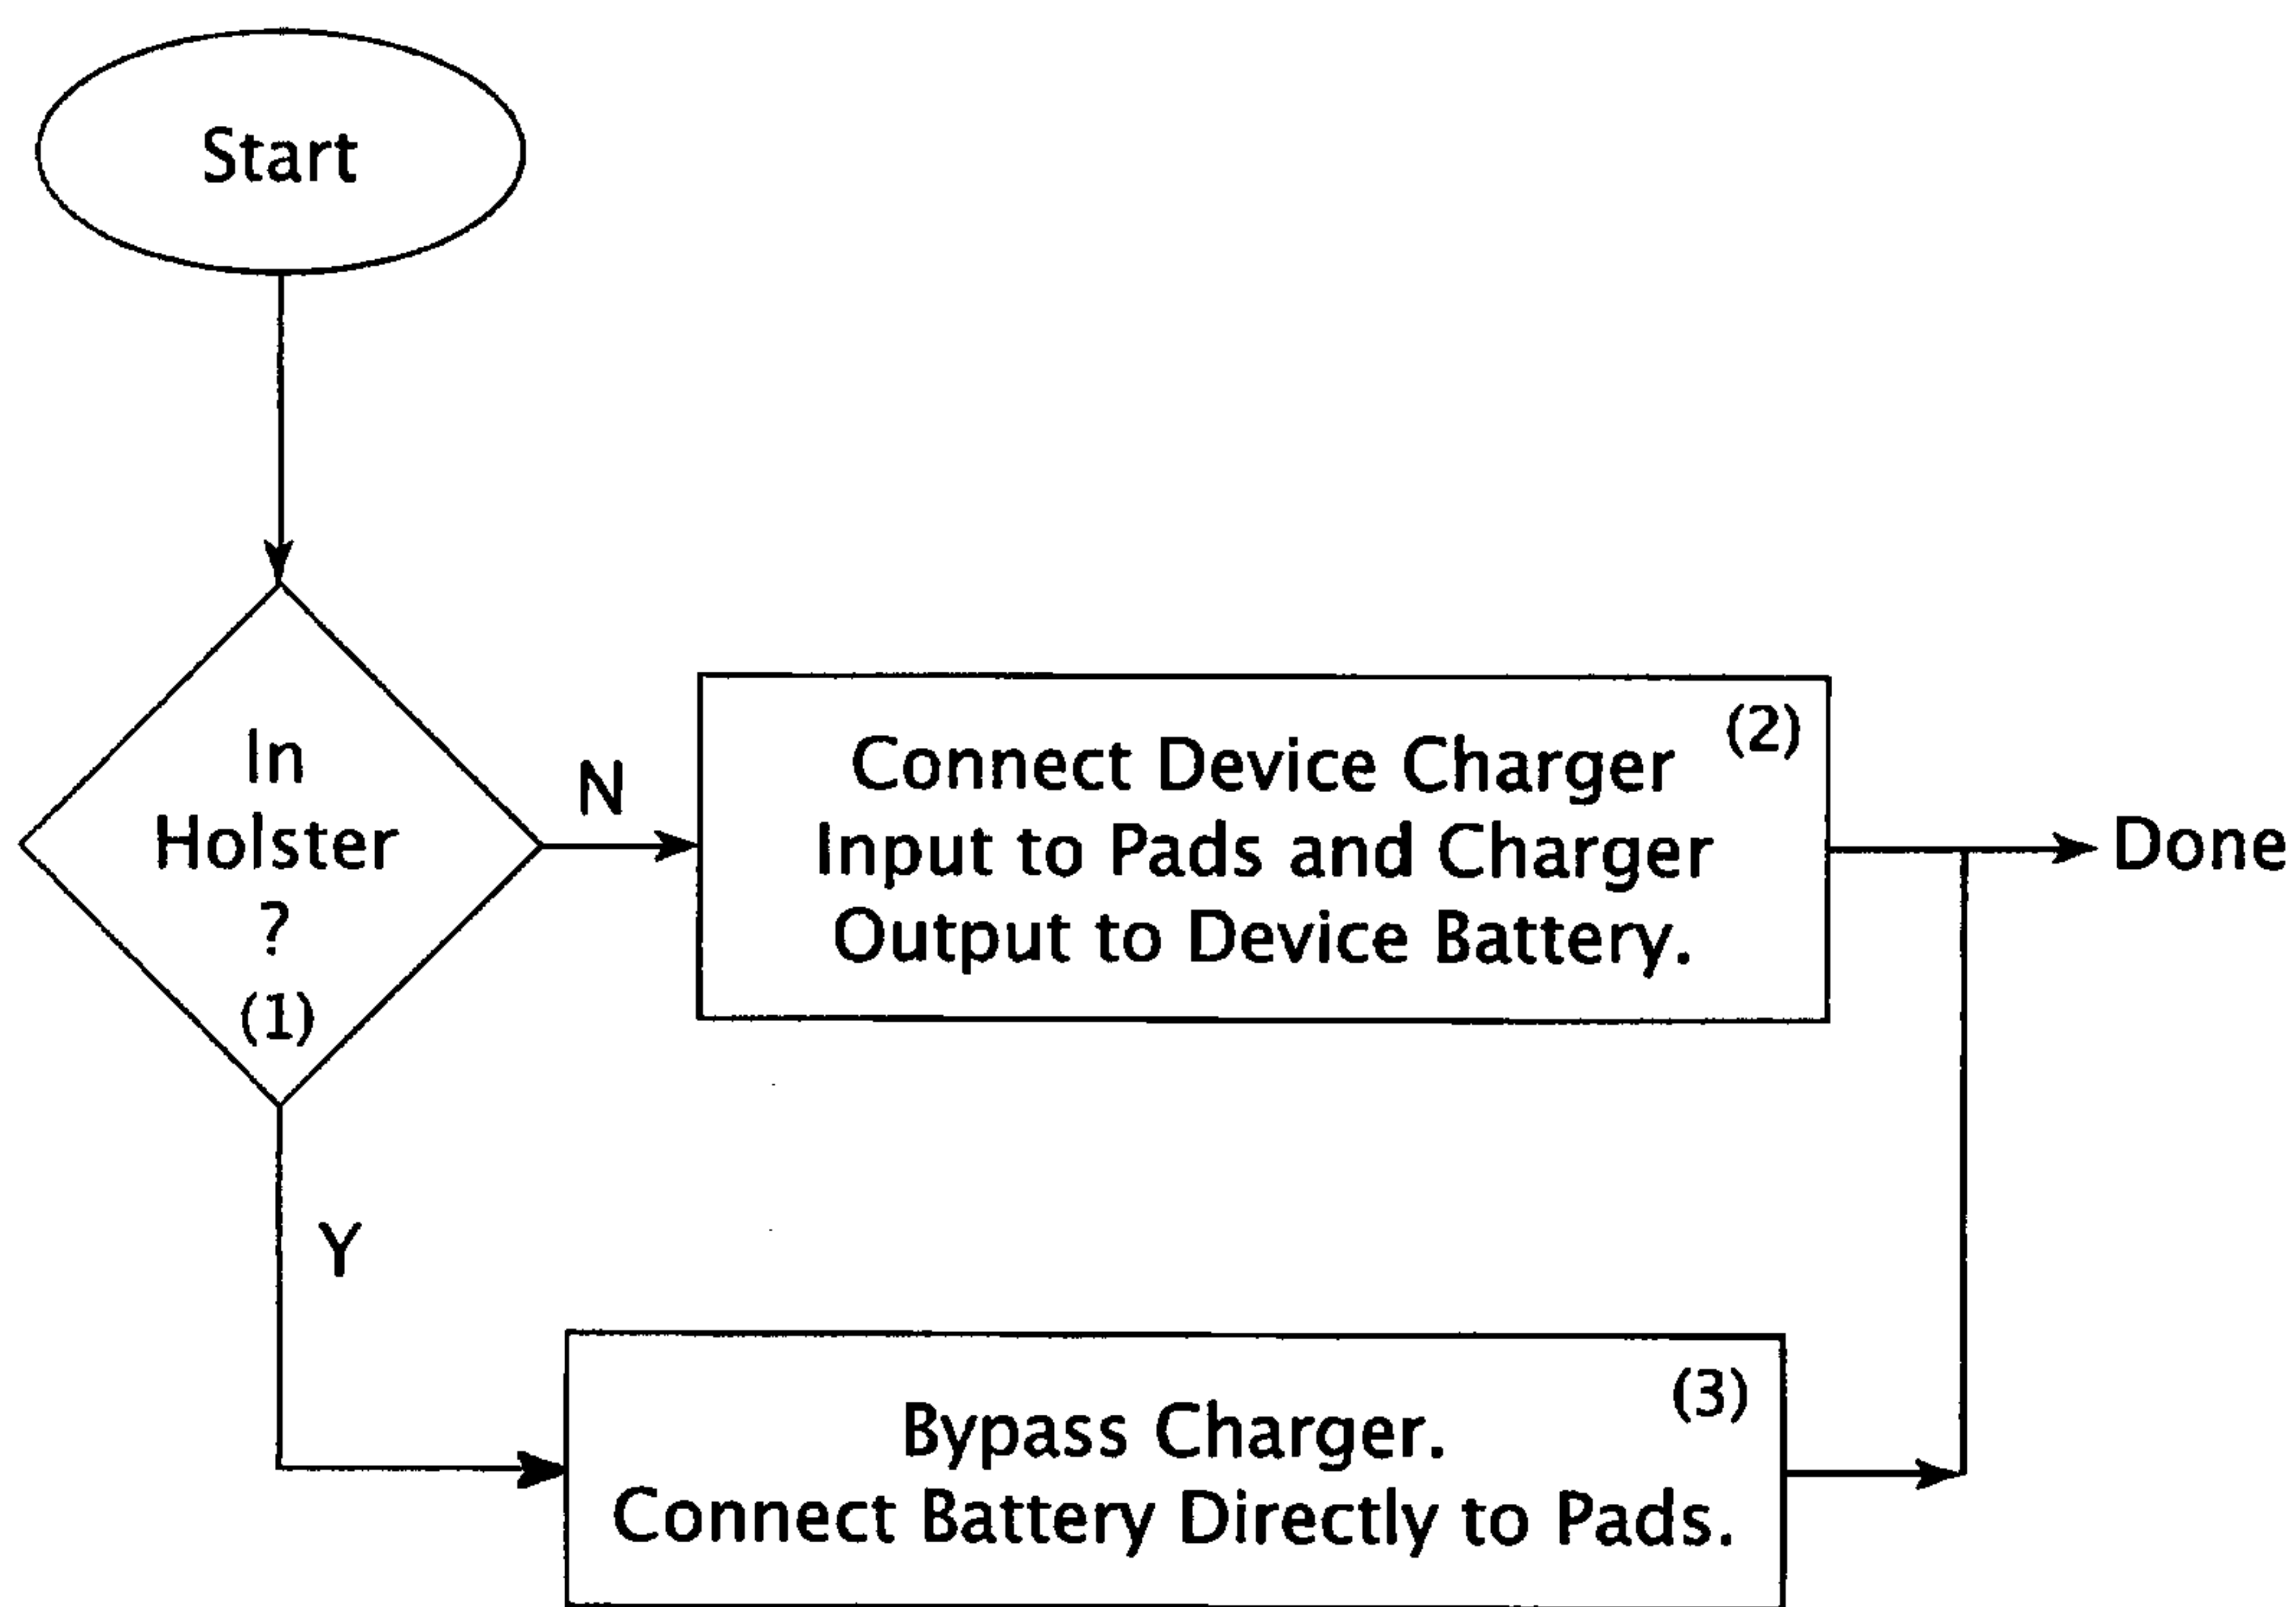 Start
In
Holster
?
(1)
N
(2)
Connect Device Charger
Input to Pads and Charger
Output to Device Battery.
Done
Y
(3)
Bypass Charger.
Connect Battery Directly to Pads.